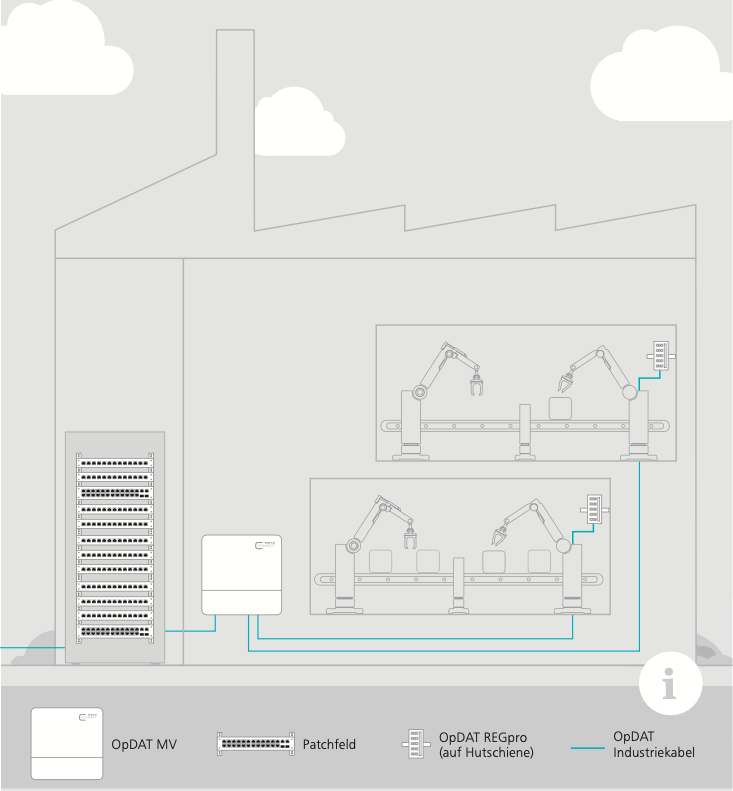 i
OpDAT MV
Patchfeld
OpDAT REGpro
(auf Hutschiene)
OpDAT
Industriekabel